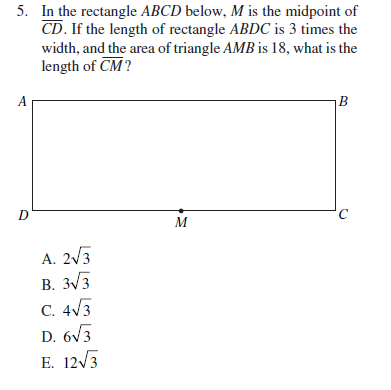 5. In the rectangle ABCD below, M is the midpoint of
CD. If the length of rectangle ABDC is 3 times the
width, and the area of triangle AMB is 18, what is the
length of CM?
A B
D M C
A. 2√3
B. 3√3
C. 4√3
D. 6√3
E. 12√3